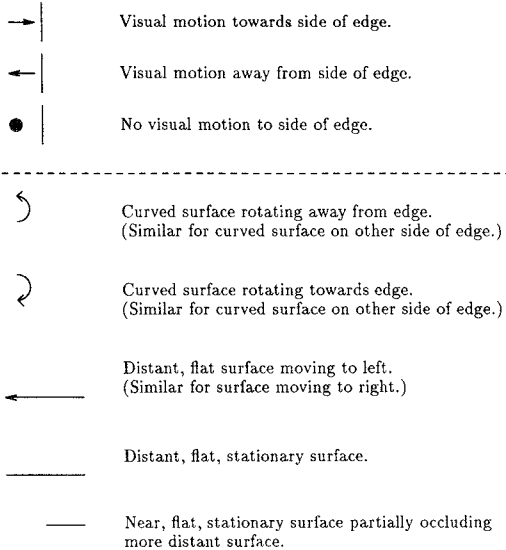 Visual motion towards side of edge.
Visual motion away from side of edge.
No visual motion to side of edge.
Curved surface rotating away from edge.
(Similar for curved surface on other side of edge.)
Curved surface rotating towards edge.
(Similar for curved surface on other side of edge.)
Distant, flat surface moving to left.
(Similar for surface moving to right.)
Distant, flat, stationary surface.
Near, flat, stationary surface partially occluding
more distant surface.